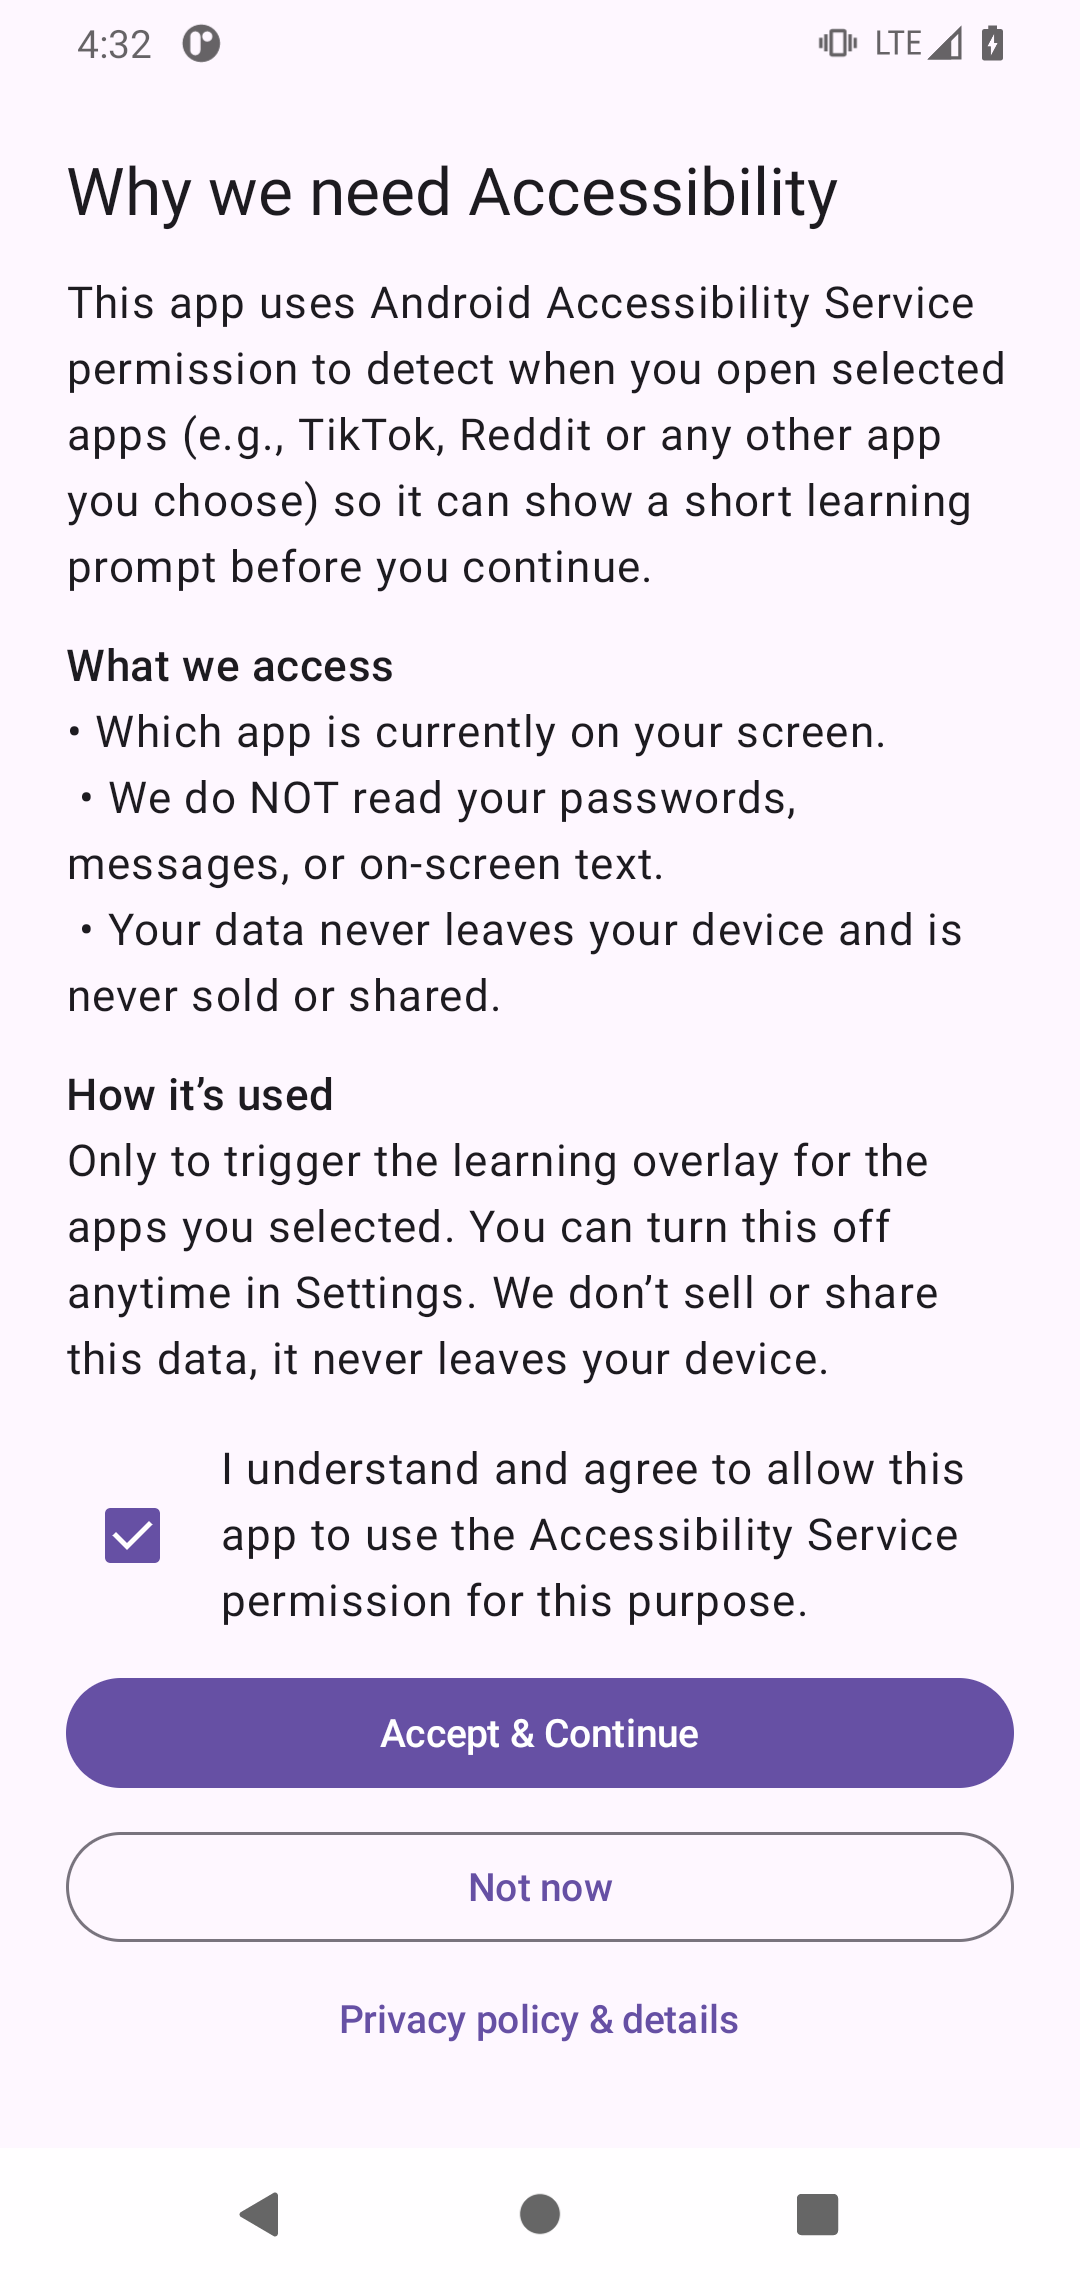 4:32
LTE
Why we need Accessibility
This app uses Android Accessibility Service
permission to detect when you open selected
apps (e.g., TikTok, Reddit or any other app
you choose) so it can show a short learning
prompt before you continue.
What we access
• Which app is currently on your screen.
• We do NOT read your passwords,
messages, or on-screen text.
• Your data never leaves your device and is
never sold or shared.
How it’s used
Only to trigger the learning overlay for the
apps you selected. You can turn this off
anytime in Settings. We don’t sell or share
this data, it never leaves your device.
I understand and agree to allow this
app to use the Accessibility Service
permission for this purpose.
Accept & Continue
Not now
Privacy policy & details